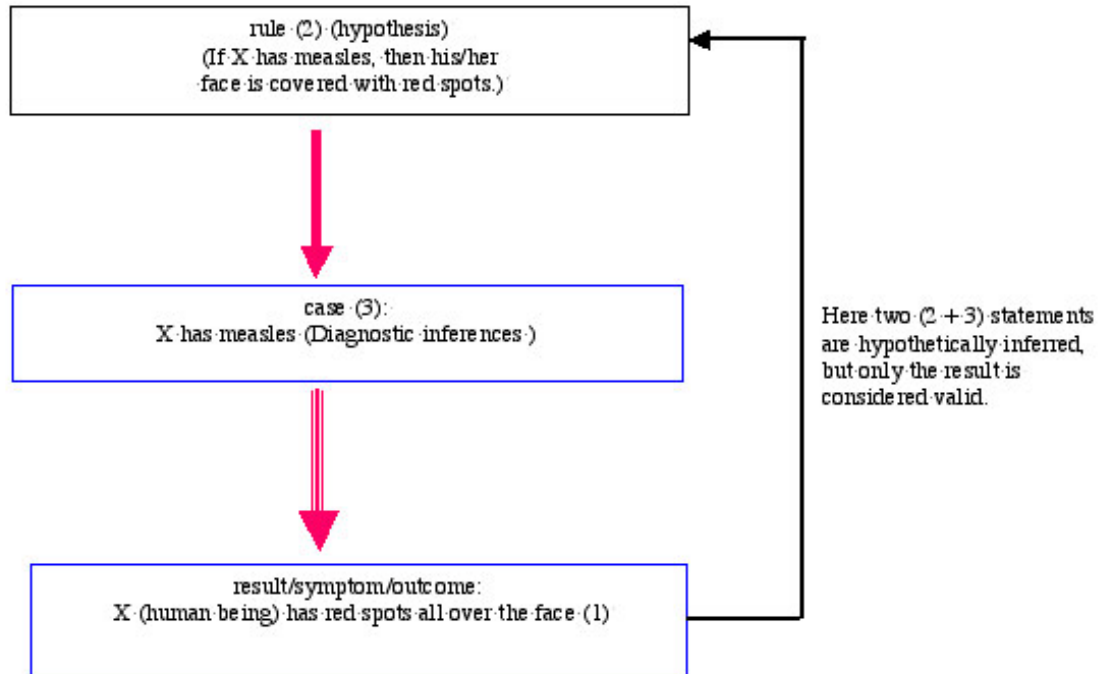 rule (2) (hypothesis)
(If X has measles, then his/her
face is covered with red spots.)
case (3):
X has measles (Diagnostic inferences )
Here two (2 + 3) statements
are hypothetically inferred,
but only the result is
considered valid.
result/symptom/outcome:
X (human being) has red spots all over the face (1)